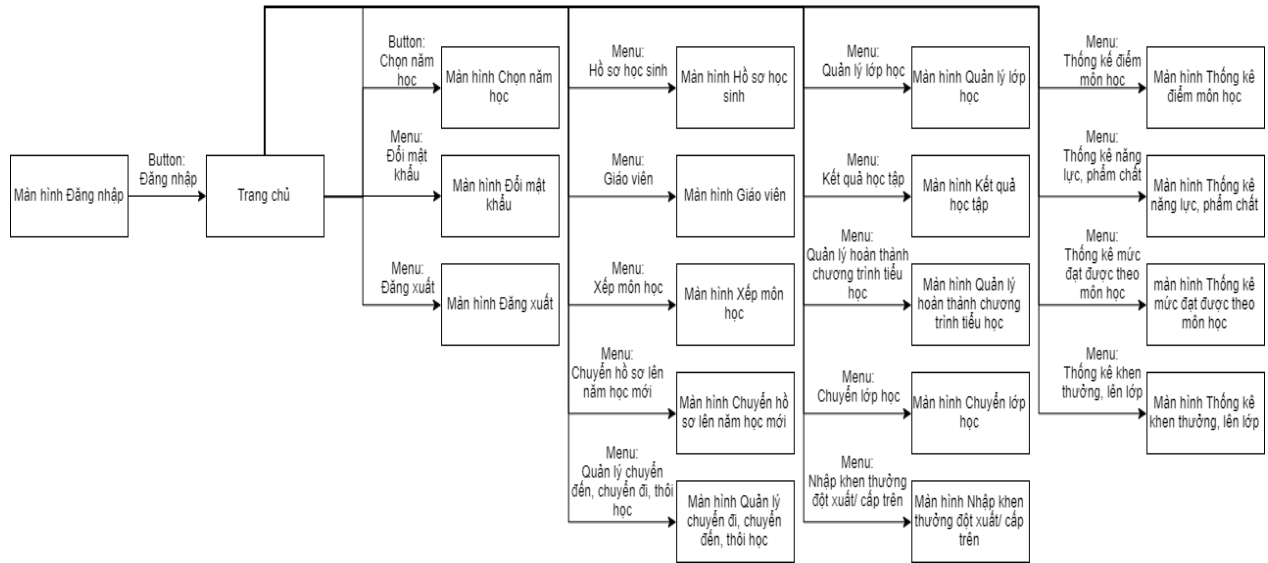 Button:
Chọn năm
học
Màn hình Chọn năm
học
Menu:
Hồ sơ học sinh
Màn hình Hồ sơ học
sinh
Menu:
Quản lý lớp học
Màn hình Quản lý lớp
học
Menu:
Thống kế điểm
môn học
Màn hình Thống kê
điểm môn học
Màn hình Đăng nhập
Button:
Đăng nhập
Trang chủ
Menu:
Đổi mật
khẩu
Màn hình Đổi mật
khẩu
Menu:
Giáo viên
Màn hình Giáo viên
Menu:
Kết quả học tập
Màn hình Kết quả
học tập
Menu:
Thống kê năng
lực, phẩm chất
Màn hình Thống kê
năng lực, phẩm chất
Menu:
Đăng xuất
Màn hình Đăng xuất
Menu:
Xếp môn học
Màn hình Xếp môn
học
Menu:
Quản lý hoàn thành
chương trình tiểu
học
Màn hình Quản lý
hoàn thành chương
trình tiểu học
Menu:
Thống kê mức
đạt được theo
môn học
màn hình Thống kê
mức đạt được theo
môn học
Menu:
Chuyển hồ sơ lên
năm học mới
Màn hình Chuyển hồ
sơ lên năm học mới
Menu:
Chuyển lớp học
Màn hình Chuyển lớp
học
Menu:
Thống kê khen
thưởng, lên lớp
Màn hình Thống kê
khen thưởng, lên lớp
Menu:
Quản lý chuyển
đến, chuyển đi, thôi
học
Màn hình Quản lý
chuyển đi, chuyển
đến, thôi học
Menu:
Nhập khen thưởng
đột xuất/ cấp trên
Màn hình Nhập khen
thưởng đột xuất/ cấp
trên